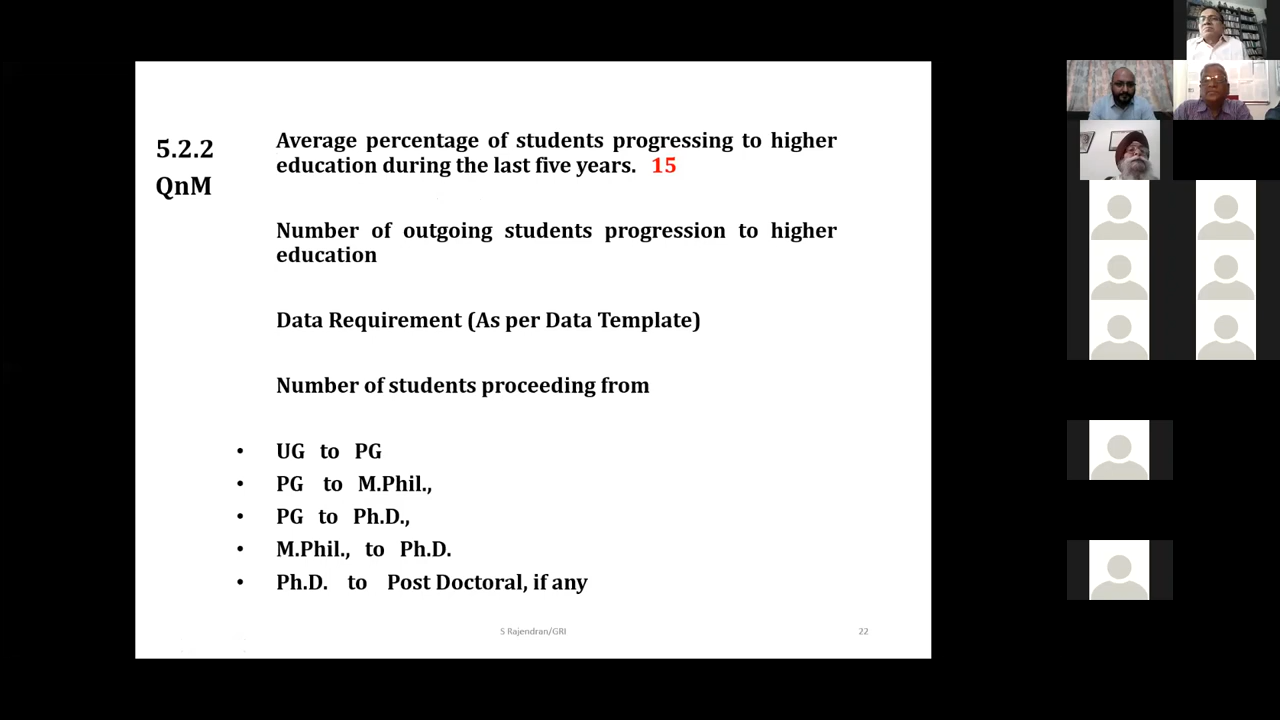 5.2.2
QnM
Average percentage of students progressing to higher
education during the last five years. 15
Number of outgoing students progression to higher
education
Data Requirement (As per Data Template)
Number of students proceeding from
• UG to PG
• PG to M.Phil.,
• PG to Ph.D.,
• M.Phil., to Ph.D.
• Ph.D. to Post Doctoral, if any
S Rajendran/GRI
22